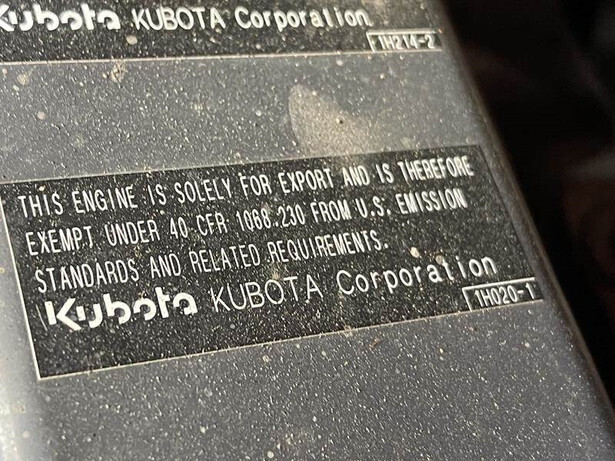 Kubota KUBOTA Corporation
TH214-2
THIS ENGINE IS SOLELY FOR EXPORT AND IS THEREFORE
EXEMPT UNDER 40 CFR 1068.230 FROM U.S. EMISSION
STANDARDS AND RELATED REQUIREMENTS.
Kubota KUBOTA Corporation
1H020-1